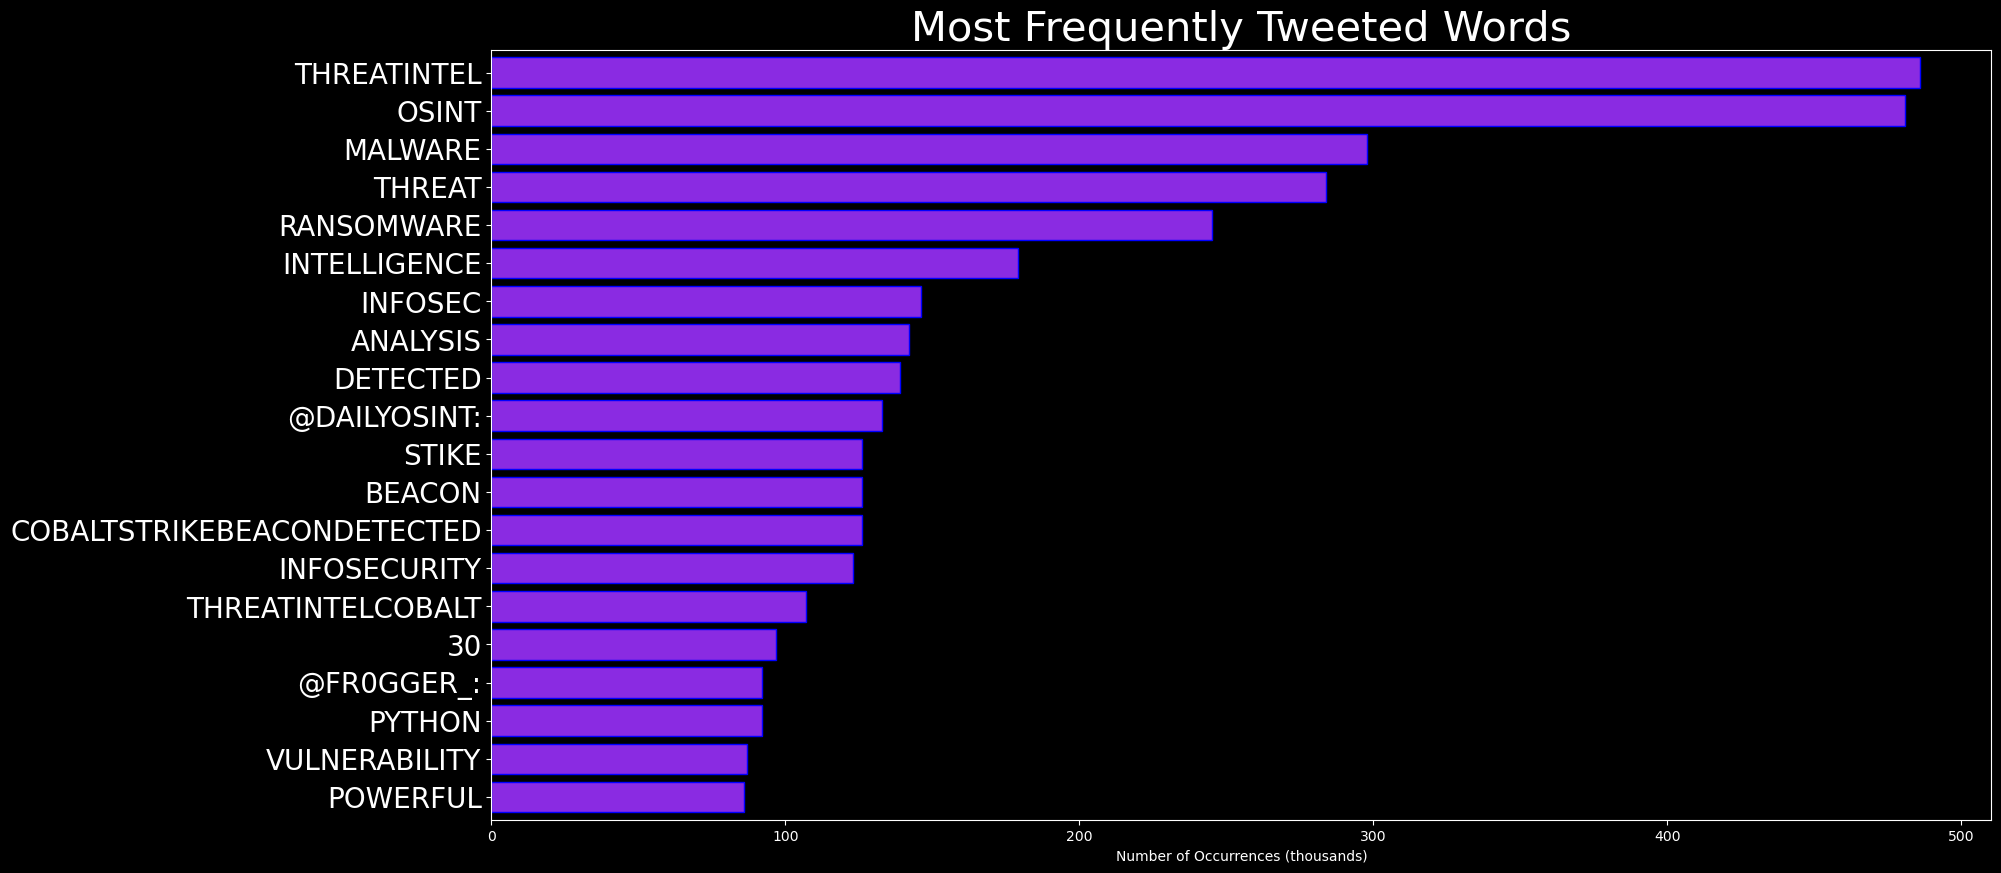 Most Frequently Tweeted Words
THREATINTEL
OSINT
MALWARE
THREAT
RANSOMWARE
INTELLIGENCE
INFOSEC
ANALYSIS
DETECTED
@DAILYOSINT:
STIKE
BEACON
COBALTSTRIKEBEACONDETECTED
INFOSECURITY
THREATINTELCOBALT
30
@FR0GGER_:
PYTHON
VULNERABILITY
POWERFUL
0 100 200 300 400 500
Number of Occurrences (thousands)